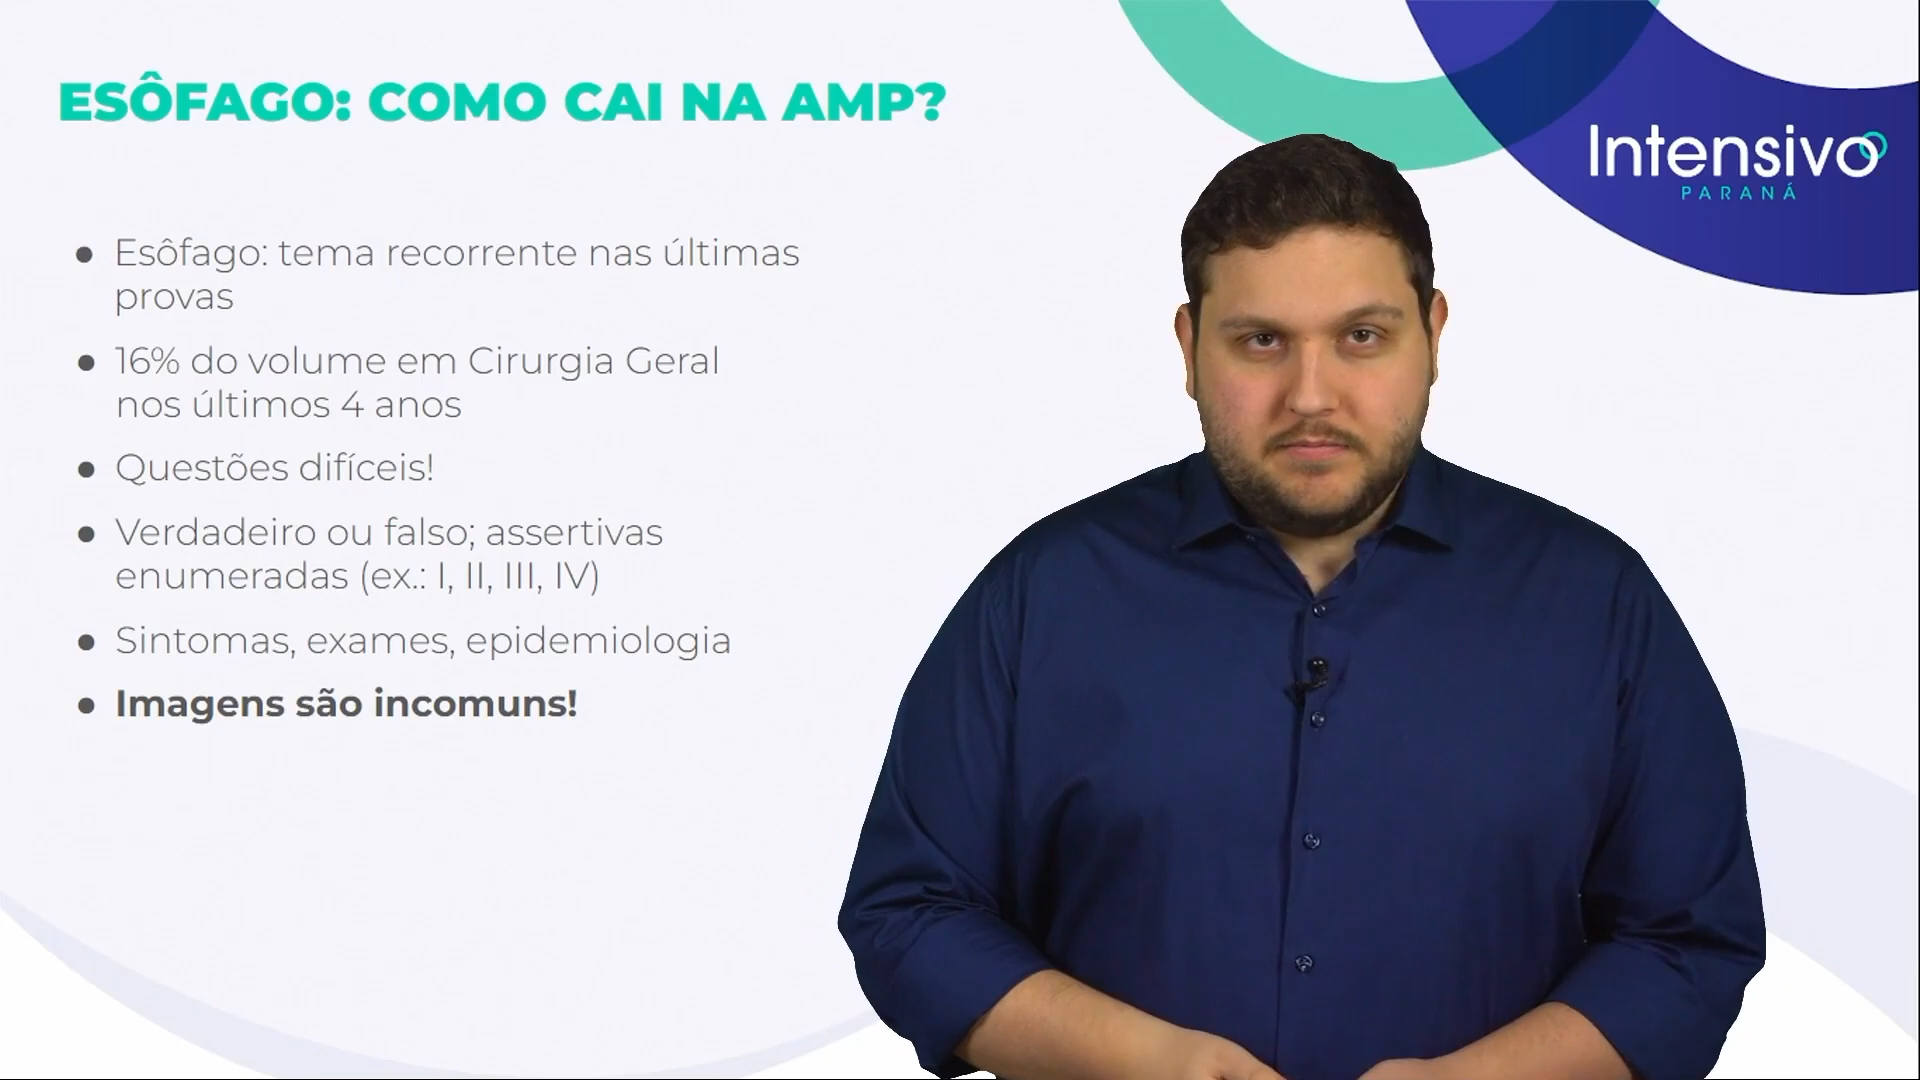 ESÔFAGO: COMO CAI NA AMP?
Intensivo
PARANÁ
● Esôfago: tema recorrente nas últimas
provas
● 16% do volume em Cirurgia Geral
nos últimos 4 anos
● Questões difíceis!
● Verdadeiro ou falso; assertivas
enumeradas (ex.: I, II, III, IV)
● Sintomas, exames, epidemiologia
● Imagens são incomuns!